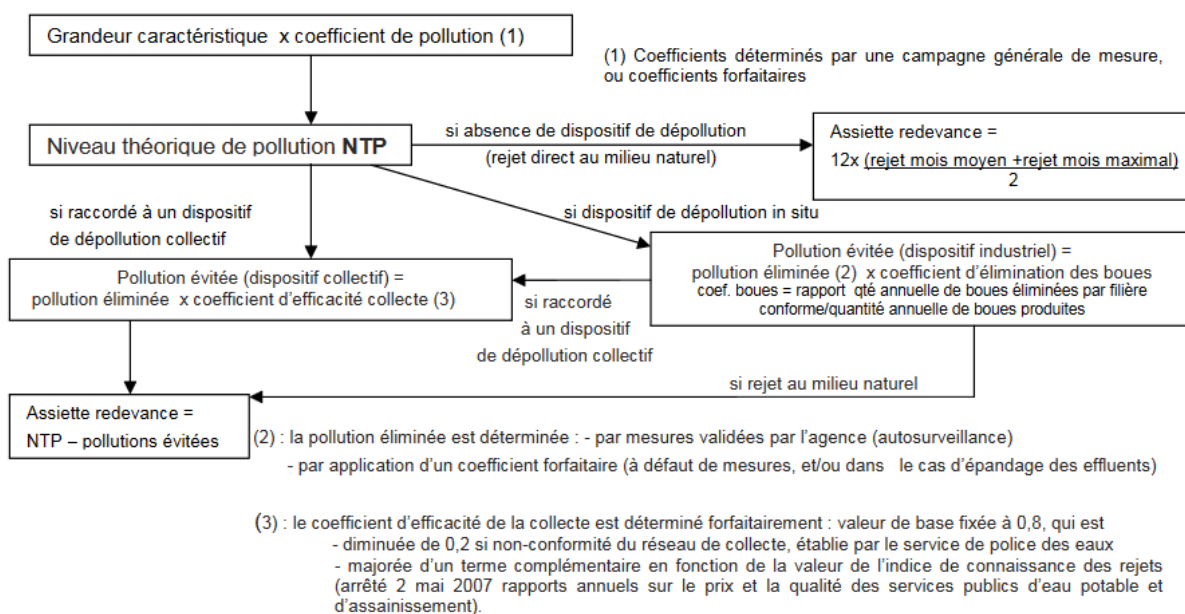 Grandeur caractéristique x coefficient de pollution (1)
(1) Coefficients déterminés par une campagne générale de mesure,
ou coefficients forfaitaires
Niveau théorique de pollution NTP
si absence de dispositif de dépollution
(rejet direct au milieu naturel)
Assiette redevance =
12x (rejet mois moyen +rejet mois maximal)
2
si raccordé à un dispositif
de dépollution collectif
si dispositif de dépollution in situ
Pollution évitée (dispositif collectif) =
pollution éliminée x coefficient d'efficacité collecte (3)
Pollution évitée (dispositif industriel) =
pollution éliminée (2) x coefficient d'élimination des boues
coef. boues = rapport qté annuelle de boues éliminées par filière
conforme/quantité annuelle de boues produites
si raccordé
à un dispositif
de dépollution collectif
si rejet au milieu naturel
Assiette redevance =
NTP – pollutions évitées
(2) : la pollution éliminée est déterminée : - par mesures validées par l'agence (autosurveillance)
- par application d'un coefficient forfaitaire (à défaut de mesures, et/ou dans le cas d'épandage des effluents)
(3) : le coefficient d'efficacité de la collecte est déterminé forfaitairement : valeur de base fixée à 0,8, qui est
- diminuée de 0,2 si non-conformité du réseau de collecte, établie par le service de police des eaux
- majorée d'un terme complémentaire en fonction de la valeur de l'indice de connaissance des rejets
(arrêté 2 mai 2007 rapports annuels sur le prix et la qualité des services publics d'eau potable et
d'assainissement).